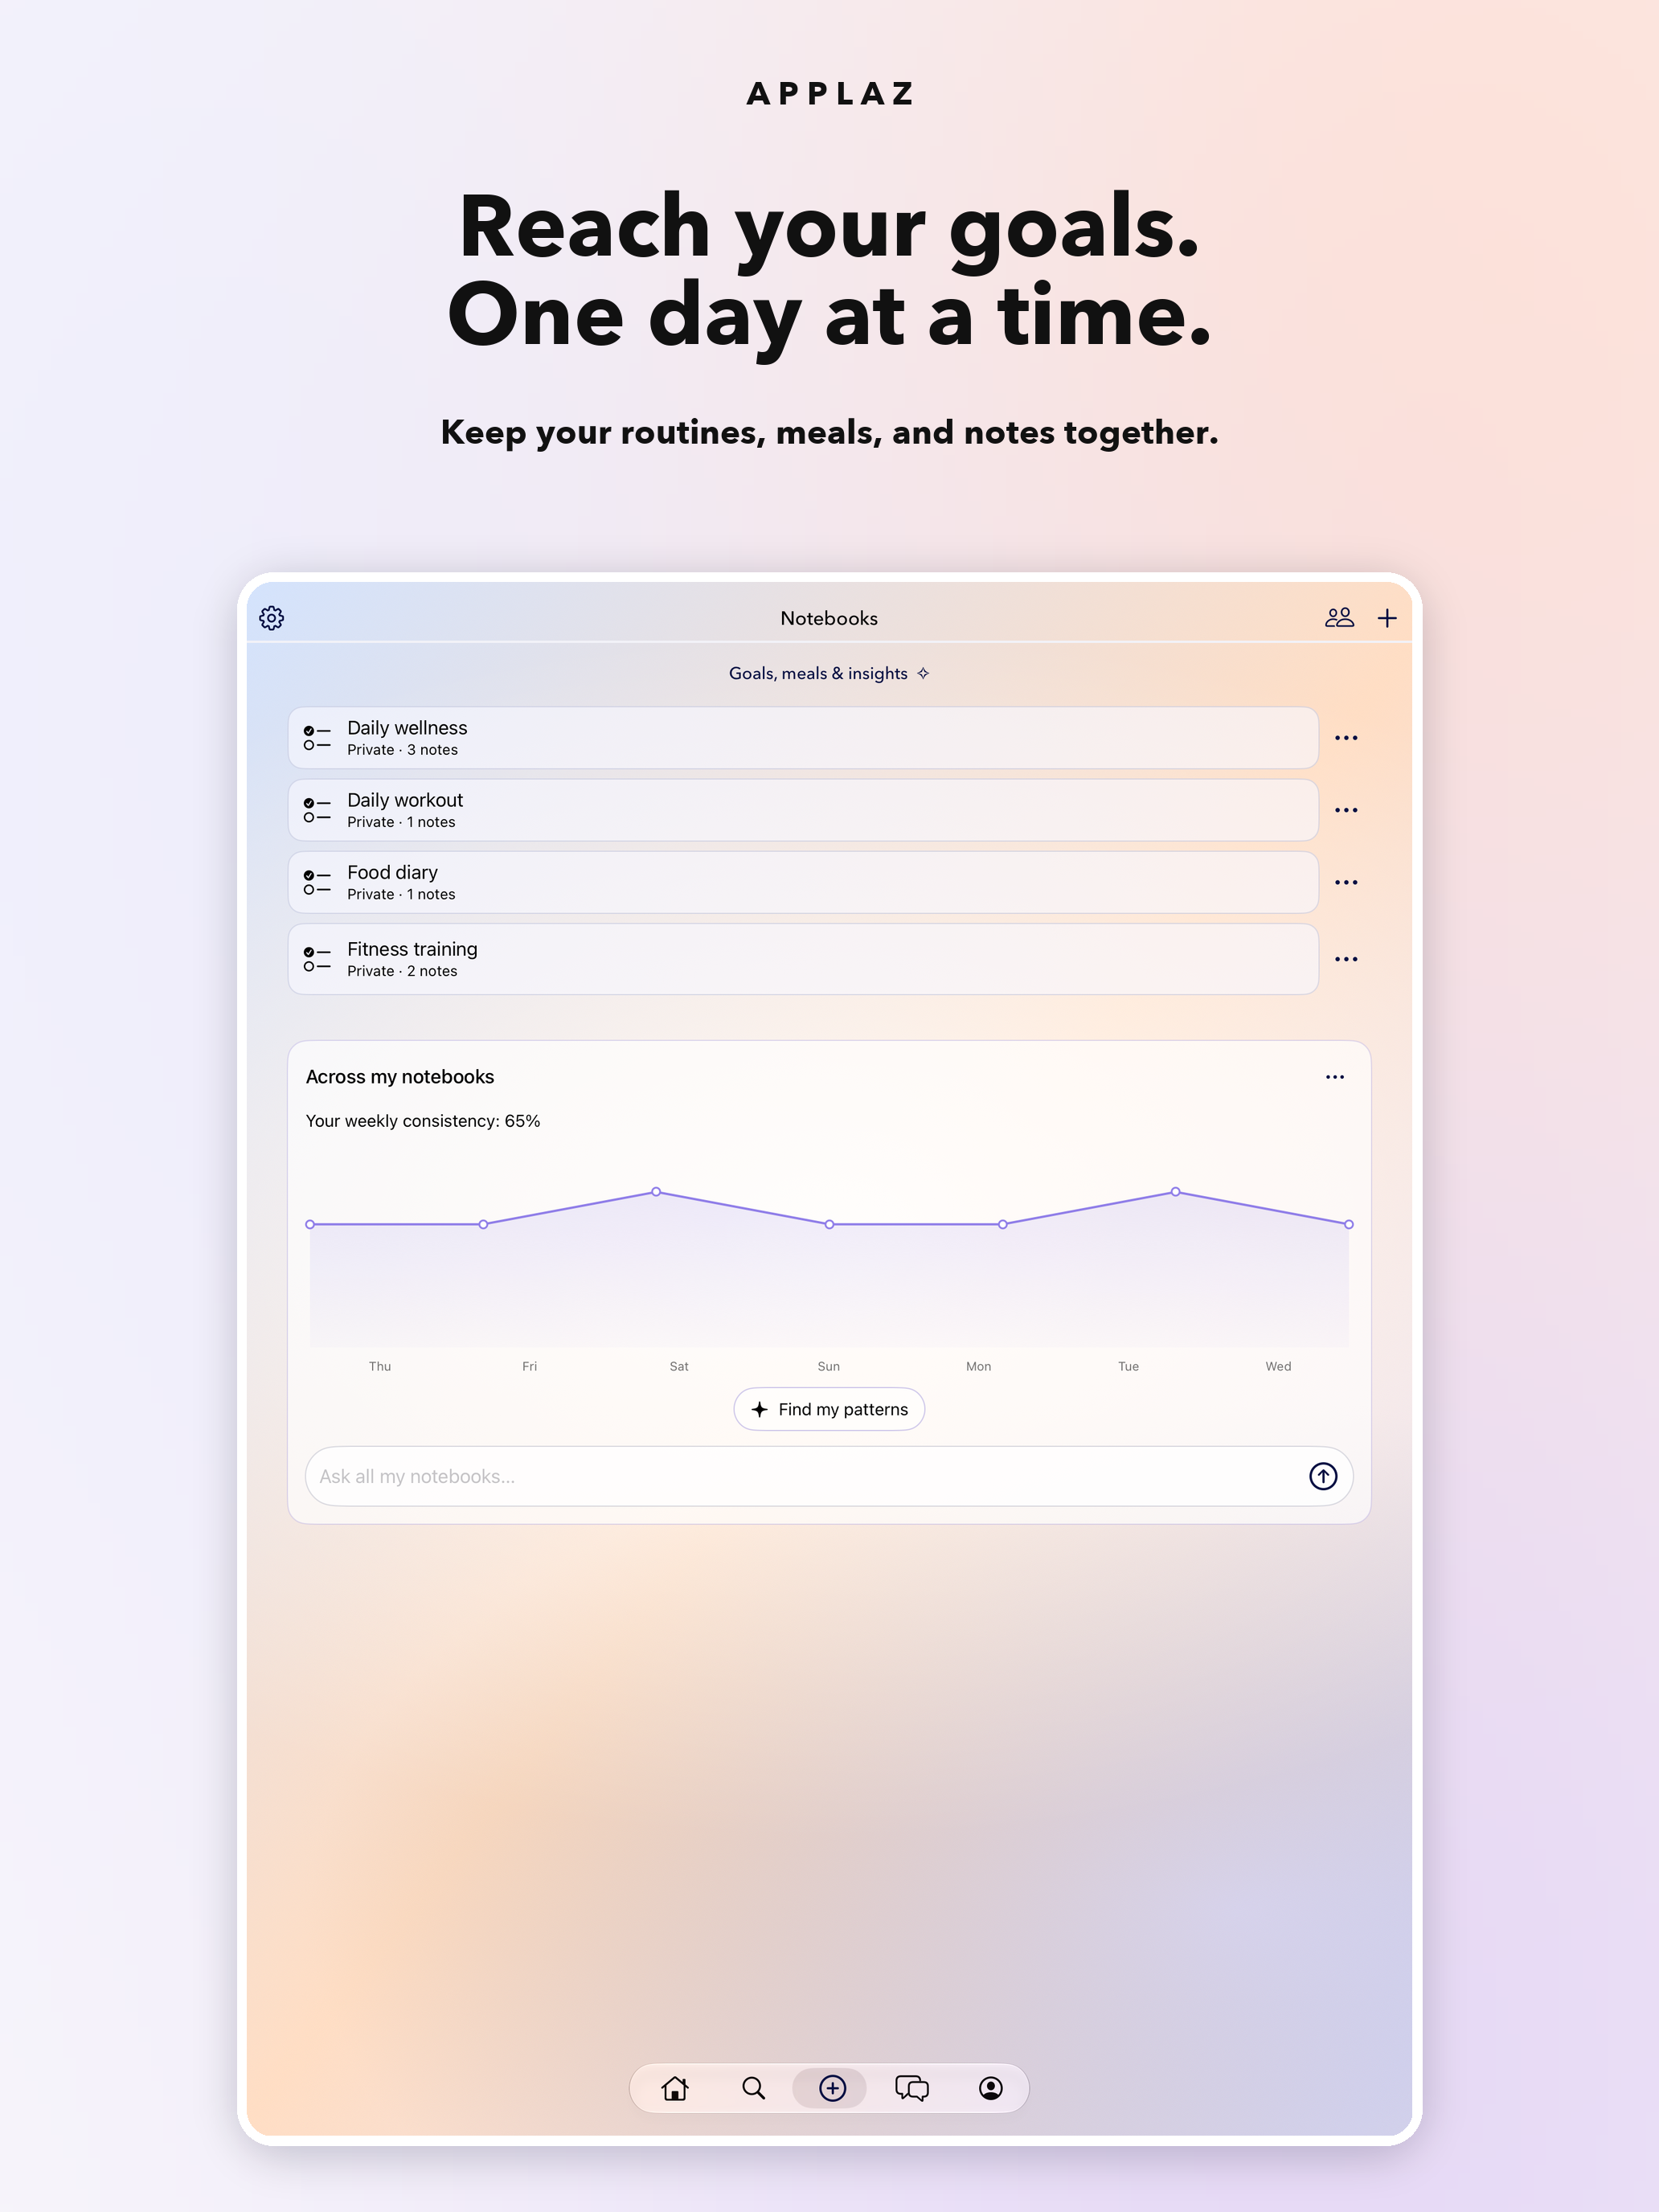 APPLAZ
Reach your goals.
One day at a time.
Keep your routines, meals, and notes together.
Notebooks
Goals, meals & insights
Daily wellness
Private · 3 notes
Daily workout
Private · 1 notes
Food diary
Private · 1 notes
Fitness training
Private · 2 notes
Across my notebooks
Your weekly consistency: 65%
Thu Fri Sat Sun Mon Tue Wed
Find my patterns
Ask all my notebooks...